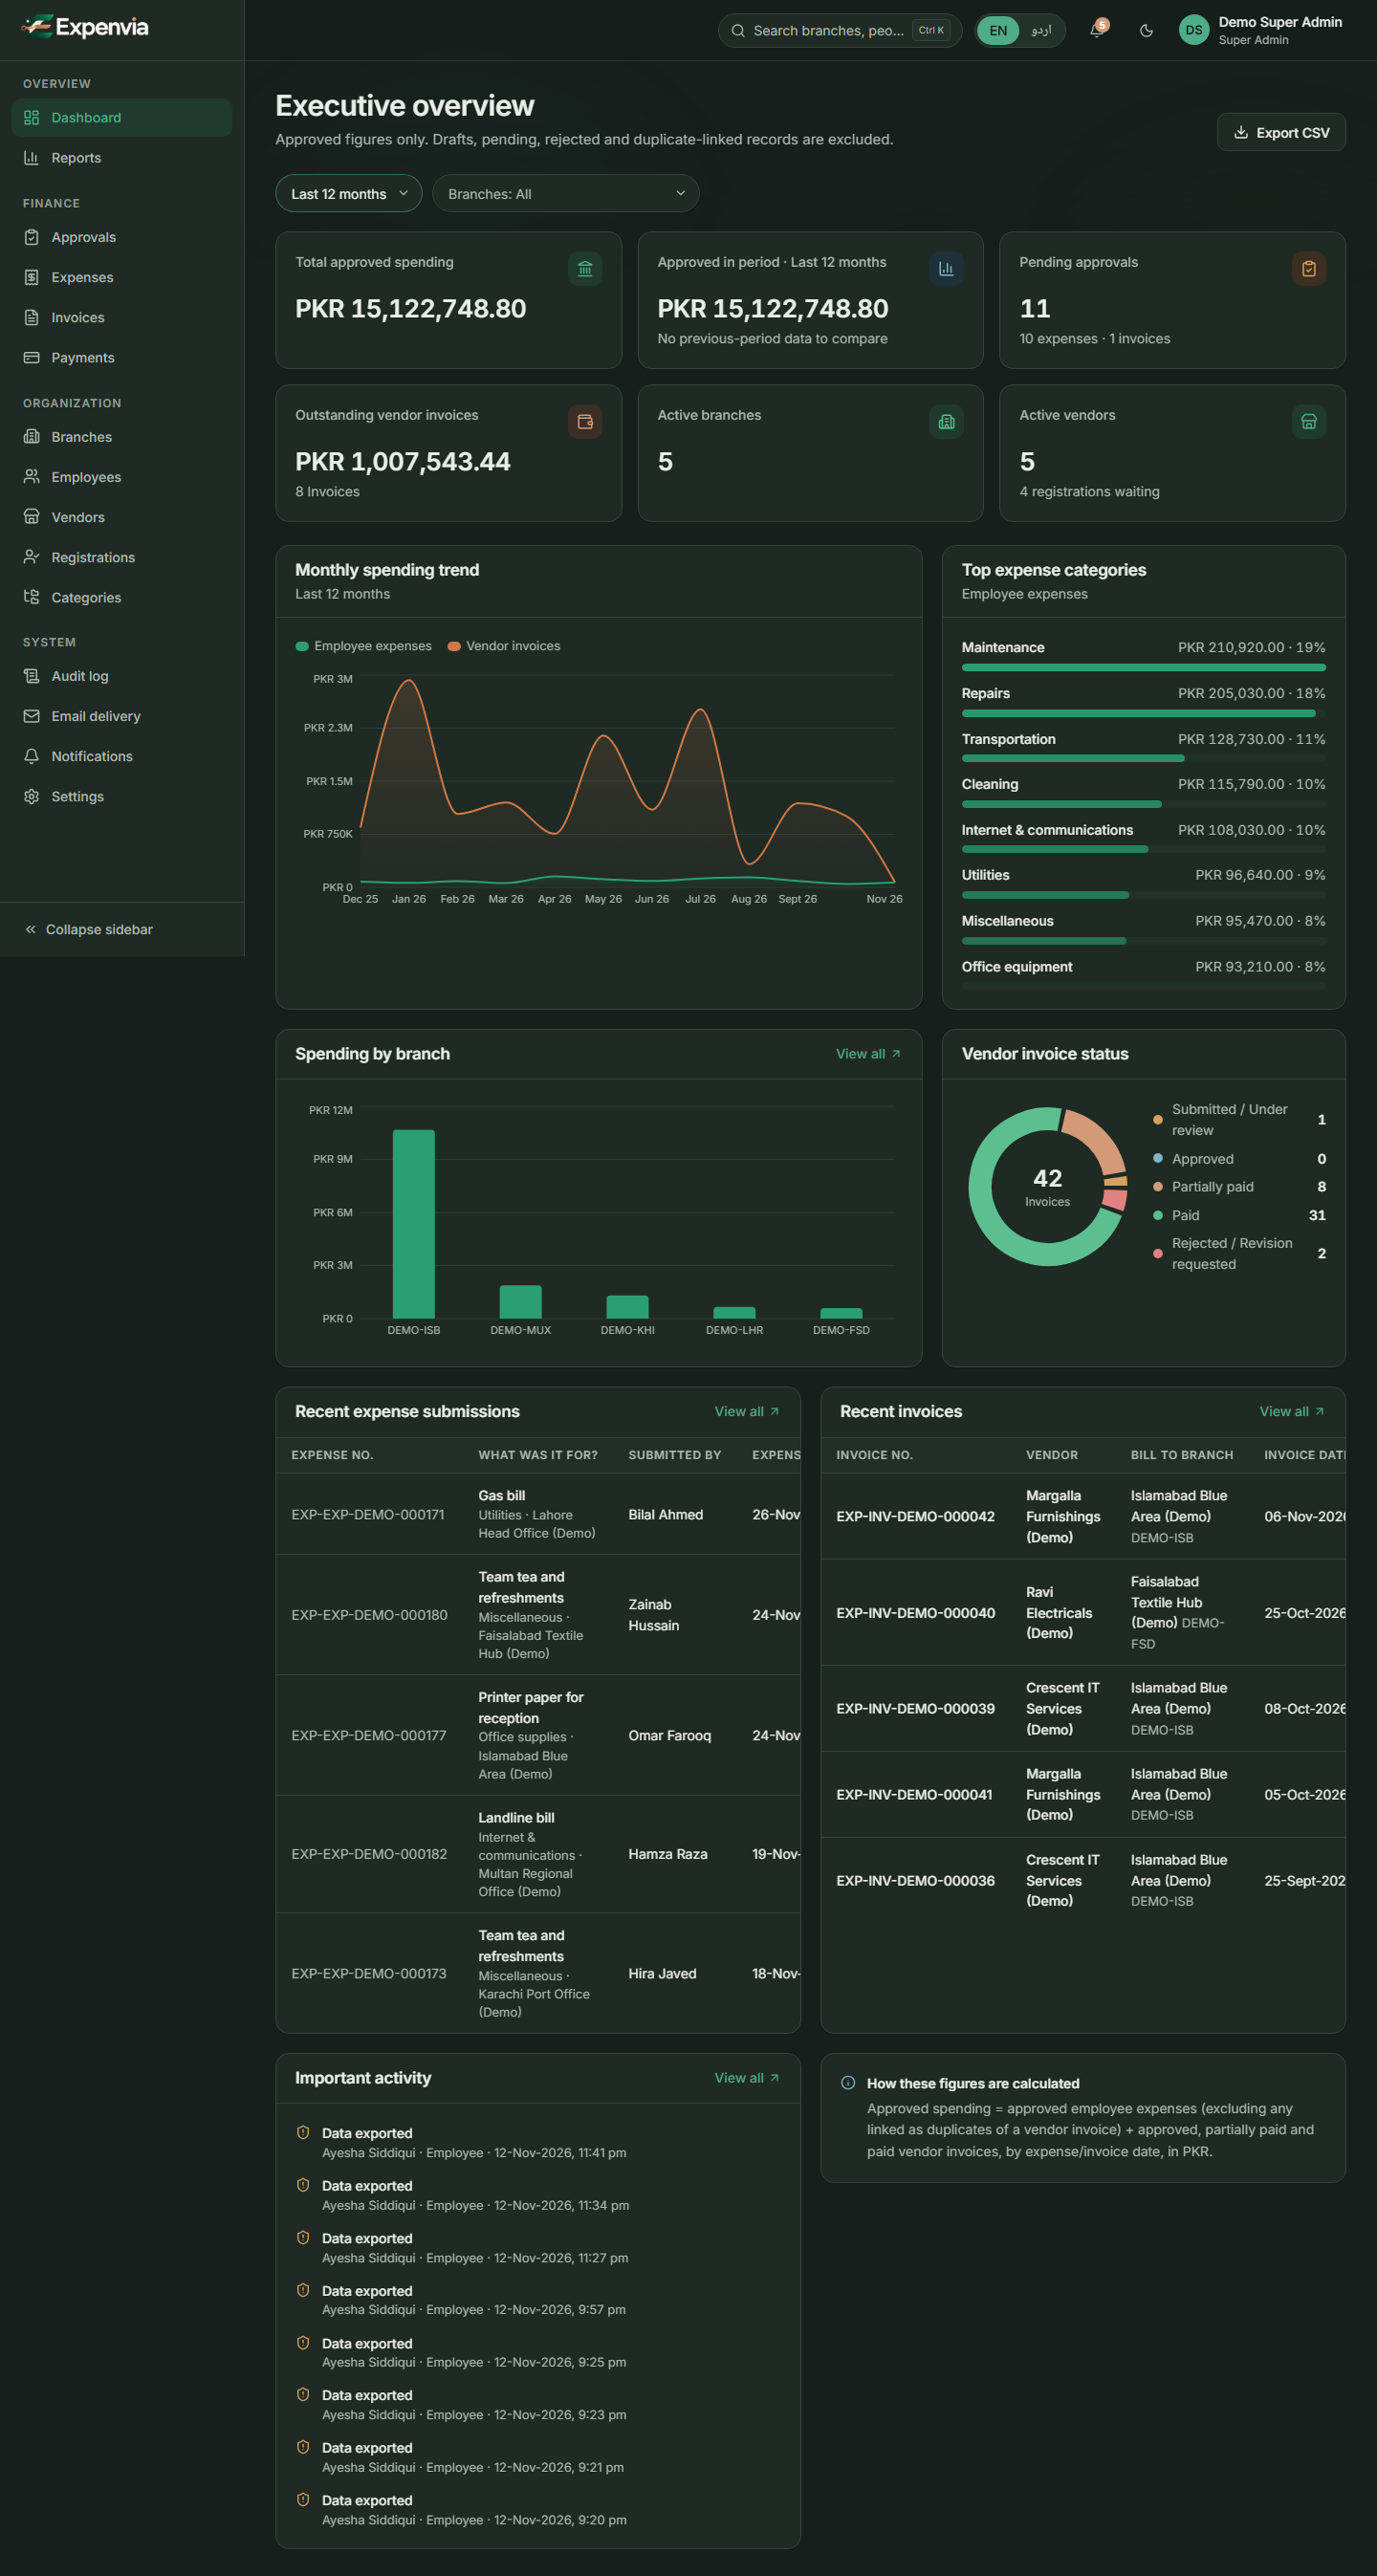 Expenvia
Search branches, peo... Ctrl K
EN اردو
5
DS Demo Super Admin
Super Admin
OVERVIEW
Dashboard
Reports
FINANCE
Approvals
Expenses
Invoices
Payments
ORGANIZATION
Branches
Employees
Vendors
Registrations
Categories
SYSTEM
Audit log
Email delivery
Notifications
Settings
Collapse sidebar
Executive overview
Approved figures only. Drafts, pending, rejected and duplicate-linked records are excluded.
Export CSV
Last 12 months
Branches: All
Total approved spending
PKR 15,122,748.80
Approved in period · Last 12 months
PKR 15,122,748.80
No previous-period data to compare
Pending approvals
11
10 expenses · 1 invoices
Outstanding vendor invoices
PKR 1,007,543.44
8 Invoices
Active branches
5
Active vendors
5
4 registrations waiting
Monthly spending trend
Last 12 months
Employee expenses Vendor invoices
PKR 3M
PKR 2.3M
PKR 1.5M
PKR 750K
PKR 0
Dec 25 Jan 26 Feb 26 Mar 26 Apr 26 May 26 Jun 26 Jul 26 Aug 26 Sept 26 Nov 26
Top expense categories
Employee expenses
Maintenance PKR 210,920.00 · 19%
Repairs PKR 205,030.00 · 18%
Transportation PKR 128,730.00 · 11%
Cleaning PKR 115,790.00 · 10%
Internet & communications PKR 108,030.00 · 10%
Utilities PKR 96,640.00 · 9%
Miscellaneous PKR 95,470.00 · 8%
Office equipment PKR 93,210.00 · 8%
Spending by branch View all
PKR 12M
PKR 9M
PKR 6M
PKR 3M
PKR 0
DEMO-ISB DEMO-MUX DEMO-KHI DEMO-LHR DEMO-FSD
Vendor invoice status
42
Invoices
Submitted / Under
review 1
Approved 0
Partially paid 8
Paid 31
Rejected / Revision
requested 2
Recent expense submissions View all
EXPENSE NO. WHAT WAS IT FOR? SUBMITTED BY EXPENS
EXP-EXP-DEMO-000171
Gas bill
Utilities · Lahore
Head Office (Demo)
Bilal Ahmed
26-Nov
EXP-EXP-DEMO-000180
Team tea and
refreshments
Miscellaneous ·
Faisalabad Textile
Hub (Demo)
Zainab
Hussain
24-Nov
EXP-EXP-DEMO-000177
Printer paper for
reception
Office supplies ·
Islamabad Blue
Area (Demo)
Omar Farooq
24-Nov
EXP-EXP-DEMO-000182
Landline bill
Internet &
communications ·
Multan Regional
Office (Demo)
Hamza Raza
19-Nov-
EXP-EXP-DEMO-000173
Team tea and
refreshments
Miscellaneous ·
Karachi Port Office
(Demo)
Hira Javed
18-Nov-
Recent invoices View all
INVOICE NO. VENDOR BILL TO BRANCH INVOICE DATE
EXP-INV-DEMO-000042
Margalla
Furnishings
(Demo)
Islamabad Blue
Area (Demo)
DEMO-ISB
06-Nov-2026
EXP-INV-DEMO-000040
Ravi
Electricals
(Demo)
Faisalabad
Textile Hub
(Demo) DEMO-
FSD
25-Oct-2026
EXP-INV-DEMO-000039
Crescent IT
Services
(Demo)
Islamabad Blue
Area (Demo)
DEMO-ISB
08-Oct-2026
EXP-INV-DEMO-000041
Margalla
Furnishings
(Demo)
Islamabad Blue
Area (Demo)
DEMO-ISB
05-Oct-2026
EXP-INV-DEMO-000036
Crescent IT
Services
(Demo)
Islamabad Blue
Area (Demo)
DEMO-ISB
25-Sept-202
Important activity View all
Data exported
Ayesha Siddiqui · Employee · 12-Nov-2026, 11:41 pm
Data exported
Ayesha Siddiqui · Employee · 12-Nov-2026, 11:34 pm
Data exported
Ayesha Siddiqui · Employee · 12-Nov-2026, 11:27 pm
Data exported
Ayesha Siddiqui · Employee · 12-Nov-2026, 9:57 pm
Data exported
Ayesha Siddiqui · Employee · 12-Nov-2026, 9:25 pm
Data exported
Ayesha Siddiqui · Employee · 12-Nov-2026, 9:23 pm
Data exported
Ayesha Siddiqui · Employee · 12-Nov-2026, 9:21 pm
Data exported
Ayesha Siddiqui · Employee · 12-Nov-2026, 9:20 pm
How these figures are calculated
Approved spending = approved employee expenses (excluding any
linked as duplicates of a vendor invoice) + approved, partially paid and
paid vendor invoices, by expense/invoice date, in PKR.